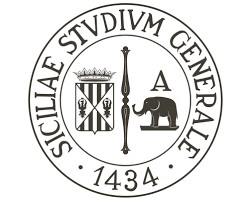 · SICILIAE STVDIVM GENERALE ·
1434
A